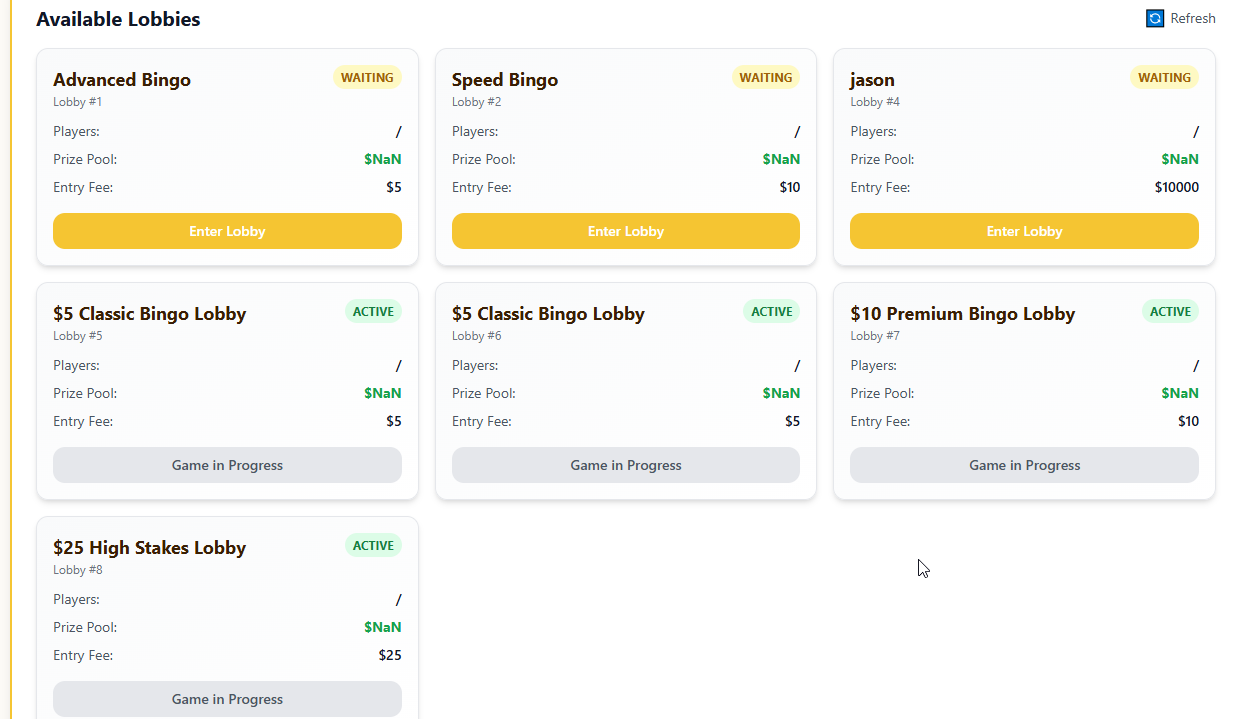 Available Lobbies
Refresh
Advanced Bingo
WAITING
Lobby #1
Players:
/
Prize Pool:
$NaN
Entry Fee:
$5
Enter Lobby
Speed Bingo
WAITING
Lobby #2
Players:
/
Prize Pool:
$NaN
Entry Fee:
$10
Enter Lobby
jason
WAITING
Lobby #4
Players:
/
Prize Pool:
$NaN
Entry Fee:
$10000
Enter Lobby
$5 Classic Bingo Lobby
ACTIVE
Lobby #5
Players:
/
Prize Pool:
$NaN
Entry Fee:
$5
Game in Progress
$5 Classic Bingo Lobby
ACTIVE
Lobby #6
Players:
/
Prize Pool:
$NaN
Entry Fee:
$5
Game in Progress
$10 Premium Bingo Lobby
ACTIVE
Lobby #7
Players:
/
Prize Pool:
$NaN
Entry Fee:
$10
Game in Progress
$25 High Stakes Lobby
ACTIVE
Lobby #8
Players:
/
Prize Pool:
$NaN
Entry Fee:
$25
Game in Progress